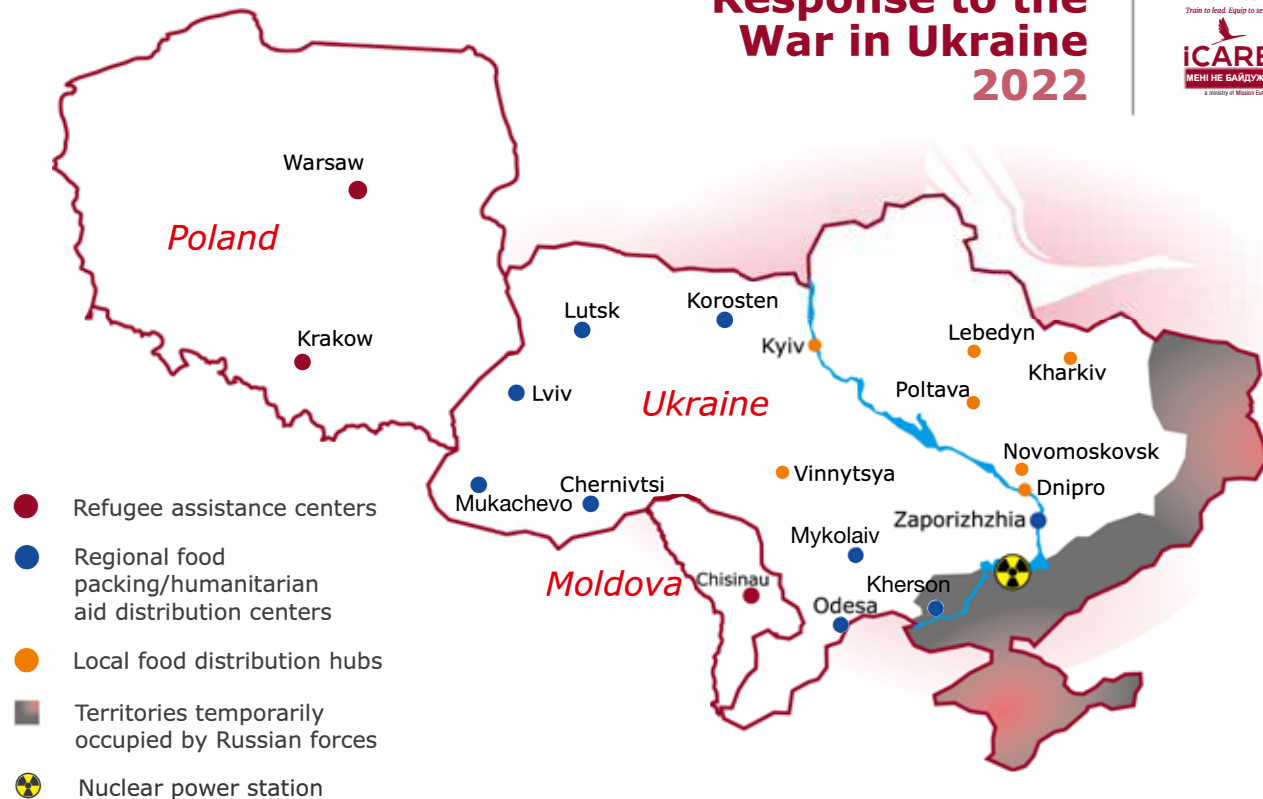 Response to the
War in Ukraine
2022
Train to lead. Equip to se
iCARE
МЕНІ НЕ БАЙДУЖ
a ministry of Mission Eu
Warsaw
Poland
Krakow
Lutsk
Korosten
Kyiv
Lebedyn
Kharkiv
Lviv
Ukraine
Poltava
Novomoskovsk
Vinnytsya
Dnipro
Mukachevo
Chernivtsi
Zaporizhzhia
Mykolaiv
Moldova
Chisinau
Kherson
Odesa
Refugee assistance centers
Regional food
packing/humanitarian
aid distribution centers
Local food distribution hubs
Territories temporarily
occupied by Russian forces
Nuclear power station